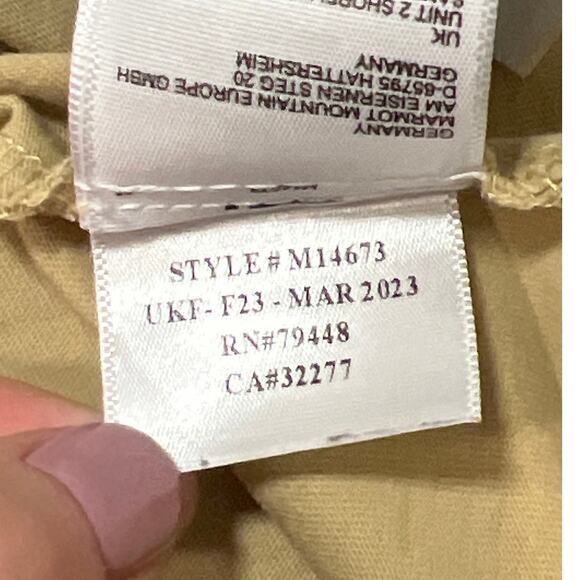 GERMANY
MARMOT MOUNTAIN EUROPE GMBH
AM EISERNEN STEG 20
D-65795 HATTERSHEIM
GERMANY
UK
UNIT 2
STYLE# M14673
UKF- F23 - MAR 2023
RN#79448
CA#32277